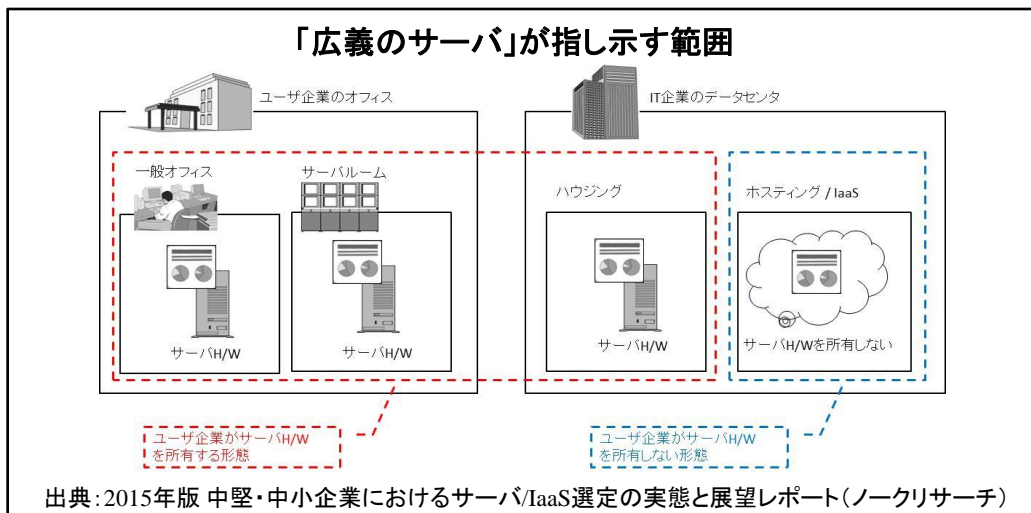 「広義のサーバ」が指し示す範囲
ユーザ企業のオフィス
IT企業のデータセンタ
一般オフィス
サーバルーム
ハウジング
ホスティング / IaaS
サーバH/W
サーバH/W
サーバH/W
サーバH/Wを所有しない
ユーザ企業がサーバH/W
を所有する形態
ユーザ企業がサーバH/W
を所有しない形態
出典:2015年版 中堅・中小企業におけるサーバ/IaaS選定の実態と展望レポート(ノークリサーチ)